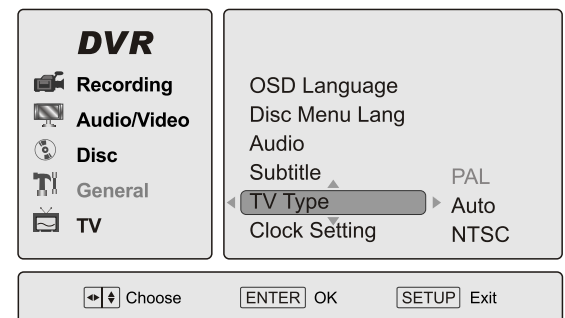 DVR
Recording
Audio/Video
Disc
General
TV
OSD Language
Disc Menu Lang
Audio
Subtitle
TV Type
Clock Setting
PAL
Auto
NTSC
Choose ENTER OK SETUP Exit